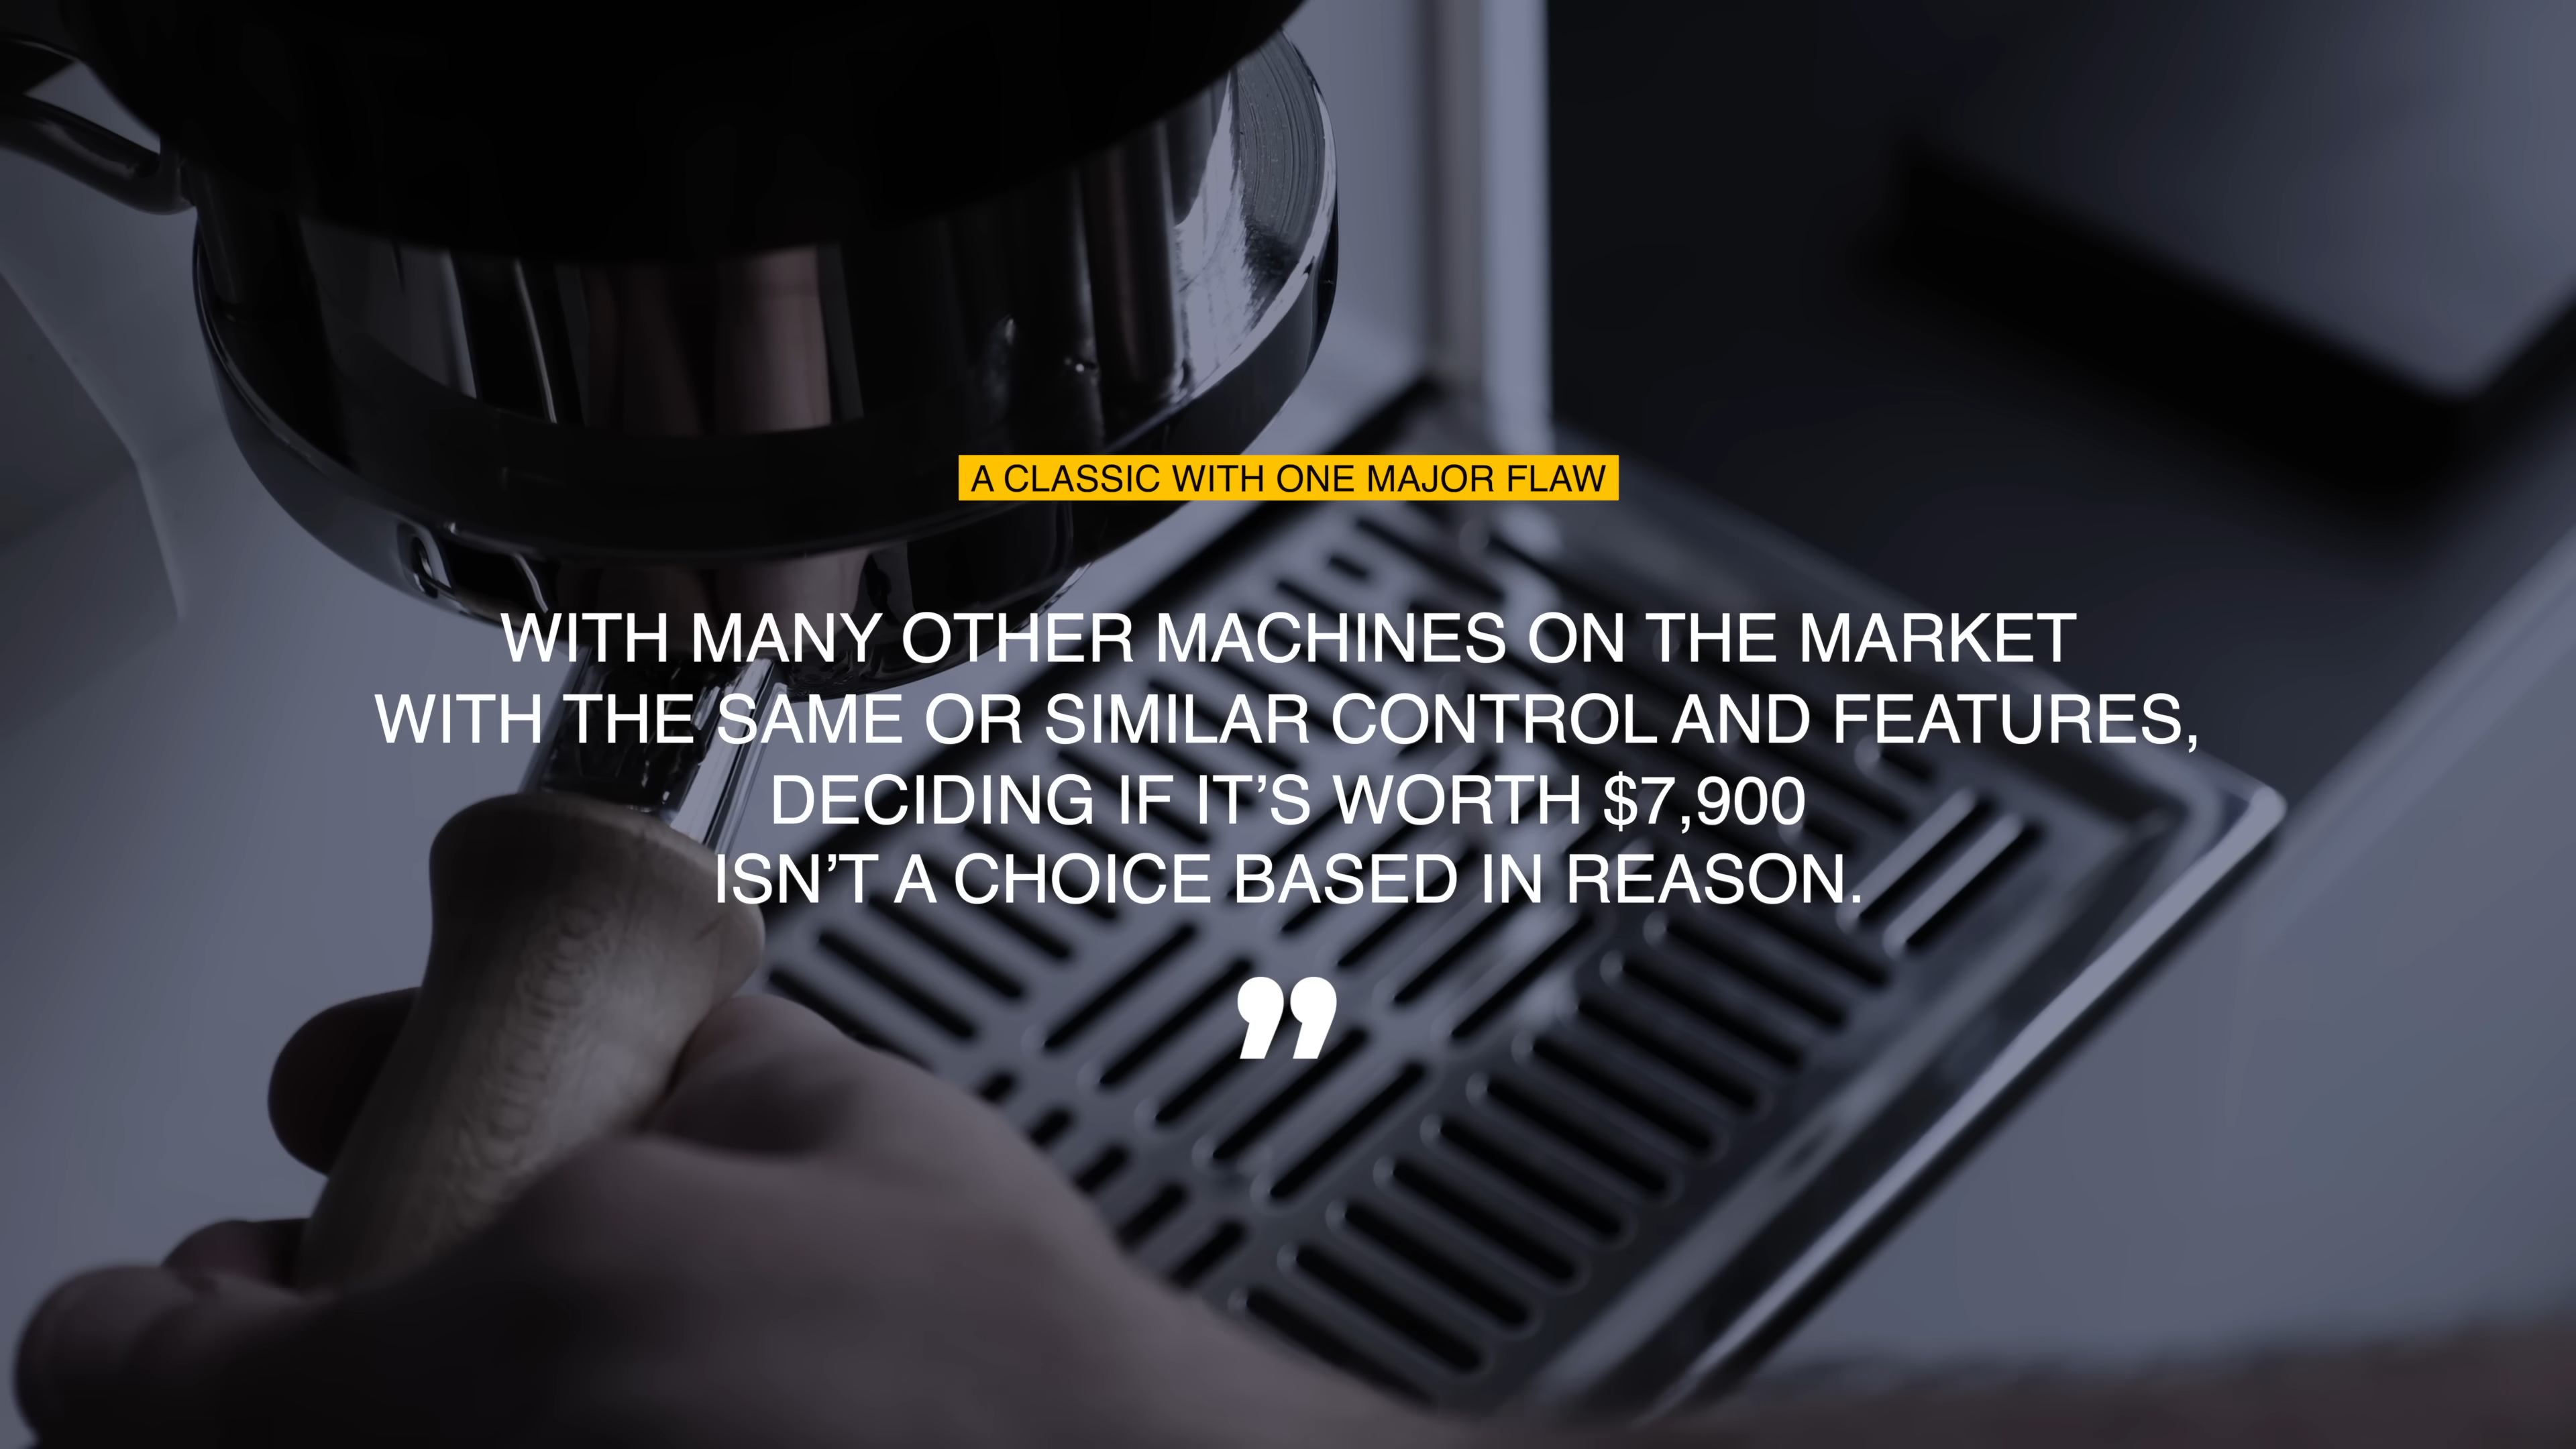 A CLASSIC WITH ONE MAJOR FLAW
WITH MANY OTHER MACHINES ON THE MARKET
WITH THE SAME OR SIMILAR CONTROL AND FEATURES,
DECIDING IF IT’S WORTH $7,900
ISN’T A CHOICE BASED IN REASON.
”